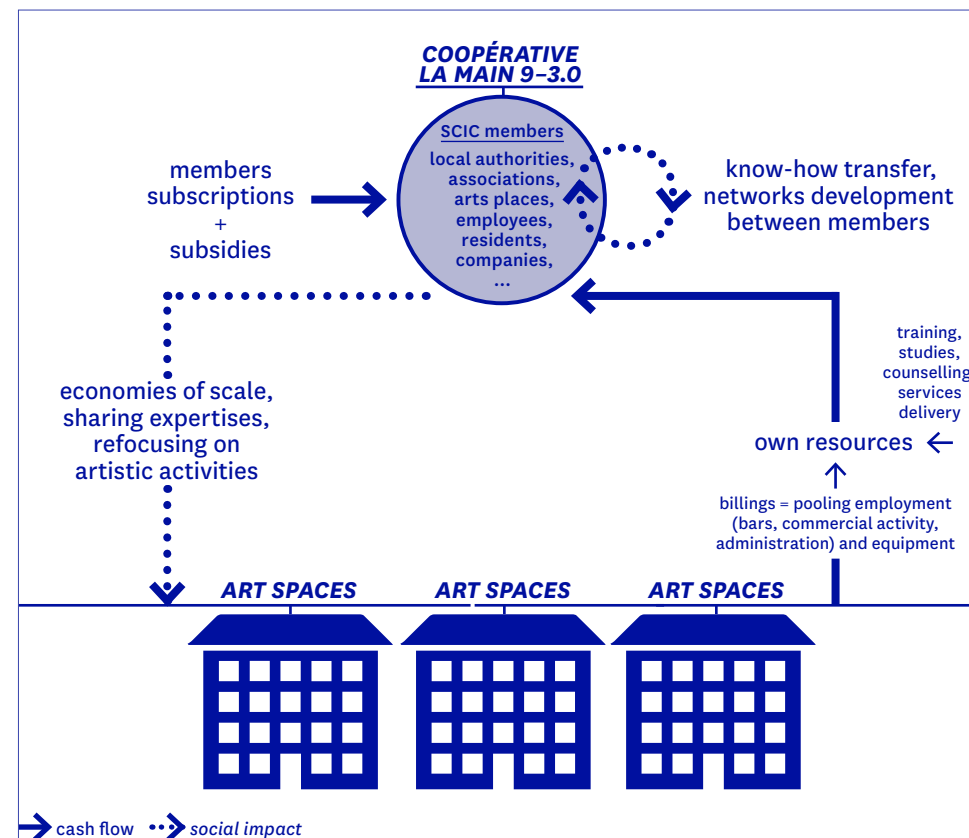 COOPÉRATIVE
LA MAIN 9–3.0
SCIC members
local authorities,
associations,
arts places,
employees,
residents,
companies,
...
members
subscriptions
+
subsidies
know-how transfer,
networks development
between members
training,
studies,
counselling
services
delivery
own resources
billings = pooling employment
(bars, commercial activity,
administration) and equipment
economies of scale,
sharing expertises,
refocusing on
artistic activities
ART SPACES
ART SPACES
ART SPACES
cash flow
social impact